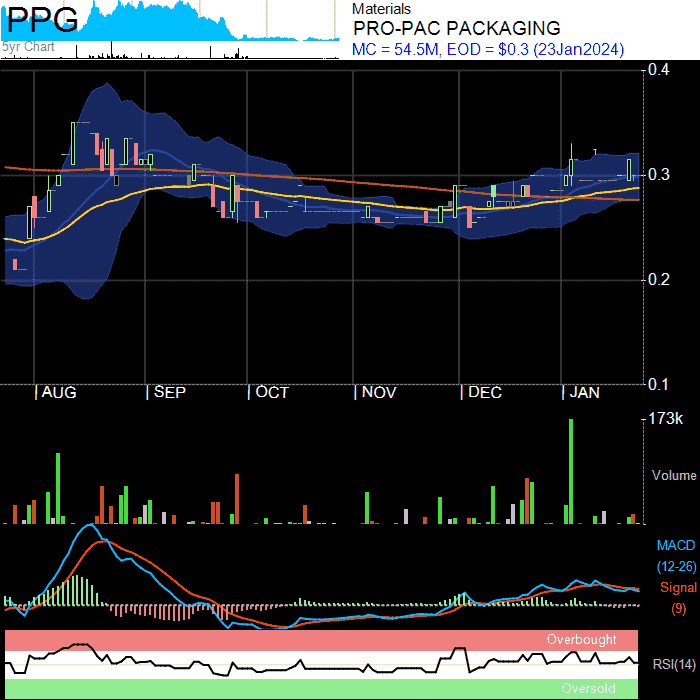 PPG
5yr Chart
Materials
PRO-PAC PACKAGING
MC = 54.5M, EOD = $0.3 (23Jan2024)
0.4
0.3
0.2
0.1
AUG
SEP
OCT
NOV
DEC
JAN
173k
Volume
MACD
(12-26)
Signal
(9)
Overbought
RSI(14)
Oversold